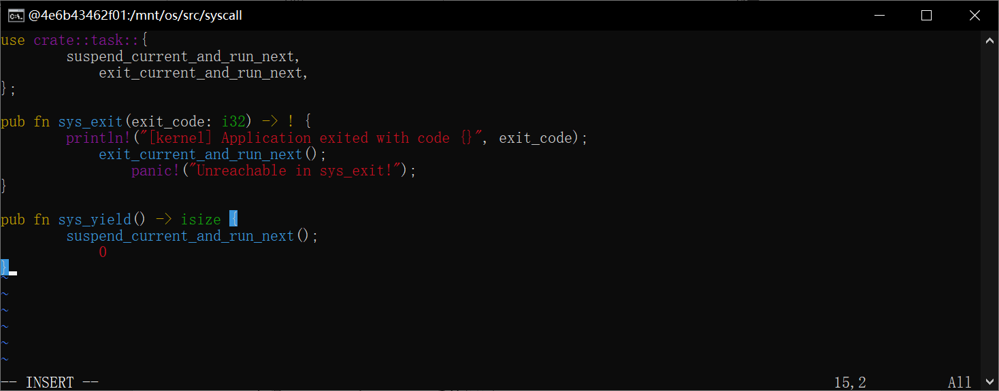 @4e6b43462f01:/mnt/os/src/syscall
use crate::task::{
        suspend_current_and_run_next,
            exit_current_and_run_next,
};

pub fn sys_exit(exit_code: i32) -> ! {
        println!("[kernel] Application exited with code {}", exit_code);
            exit_current_and_run_next();
                panic!("Unreachable in sys_exit!");
}

pub fn sys_yield() -> isize {
        suspend_current_and_run_next();
            0
}
~
~
~
~
~
~
-- INSERT -- 15,2 All